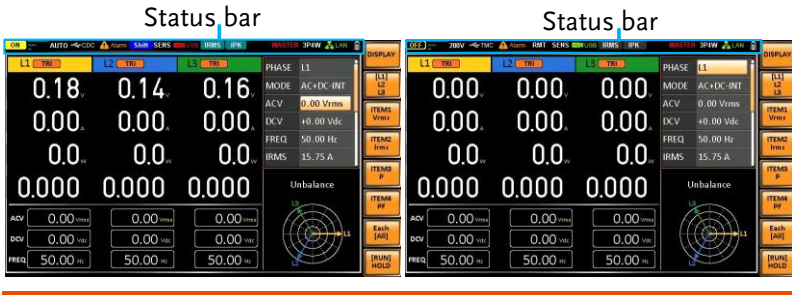 Status bar
ON AUTO CDC Alarm Shift SENS USB IRMS IPK MASTER 3P4W LAN
L1 TRI L2 TRI L3 TRI
0.18 V 0.14 V 0.16 V
0.00 A 0.00 A 0.00 A
0.0 W 0.0 W 0.0 W
0.000 0.000 0.000
ACV 0.00 Vrms 0.00 Vrms 0.00 Vrms
DCV 0.00 Vdc 0.00 Vdc 0.00 Vdc
FREQ 50.00 Hz 50.00 Hz 50.00 Hz
PHASE L1
MODE AC+DC-INT
ACV 0.00 Vrms
DCV +0.00 Vdc
FREQ 50.00 Hz
IRMS 15.75 A
Unbalance
L3
L1
L2
DISPLAY
[L1]
L2
L3
ITEM1
Vrms
ITEM2
Irms
ITEM3
P
ITEM4
PF
Each
[All]
[RUN]
HOLD
Status bar
OFF 200V TMC Alarm RMT SENS USB IRMS IPK MASTER 3P4W LAN
L1 TRI L2 TRI L3 TRI
0.00 V 0.00 V 0.00 V
0.00 A 0.00 A 0.00 A
0.0 W 0.0 W 0.0 W
0.000 0.000 0.000
ACV 0.00 Vrms 0.00 Vrms 0.00 Vrms
DCV 0.00 Vdc 0.00 Vdc 0.00 Vdc
FREQ 50.00 Hz 50.00 Hz 50.00 Hz
PHASE L1
MODE AC+DC-INT
ACV 0.00 Vrms
DCV +0.00 Vdc
FREQ 50.00 Hz
IRMS 15.75 A
Unbalance
L3
L1
L2
DISPLAY
[L1]
L2
L3
ITEM1
Vrms
ITEM2
Irms
ITEM3
P
ITEM4
PF
Each
[All]
[RUN]
HOLD